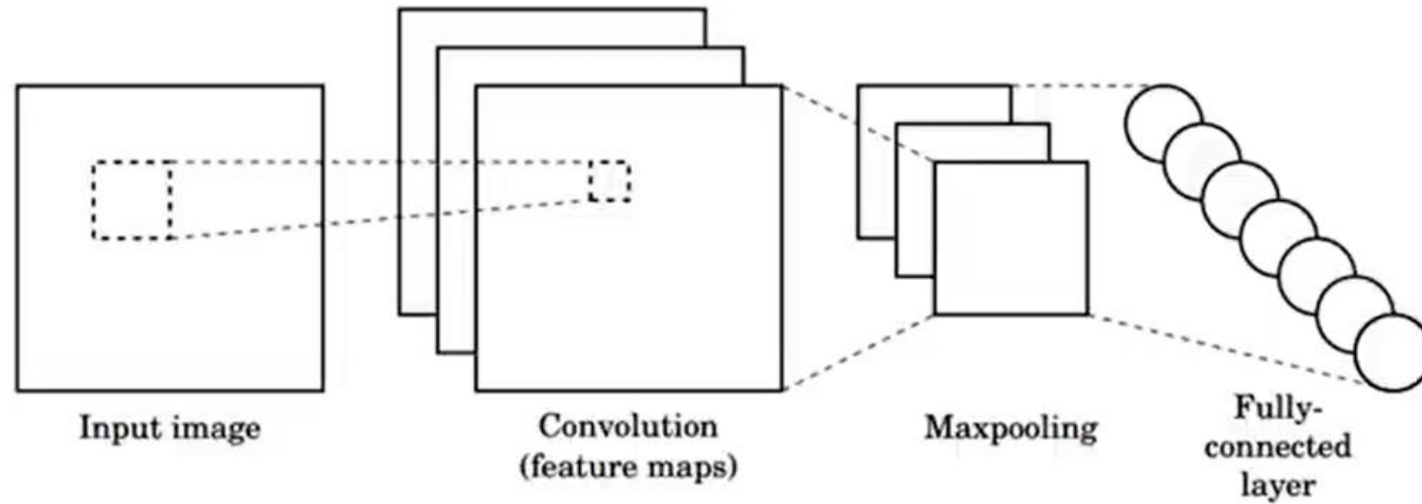 Input image
Convolution
(feature maps)
Maxpooling
Fully-
connected
layer